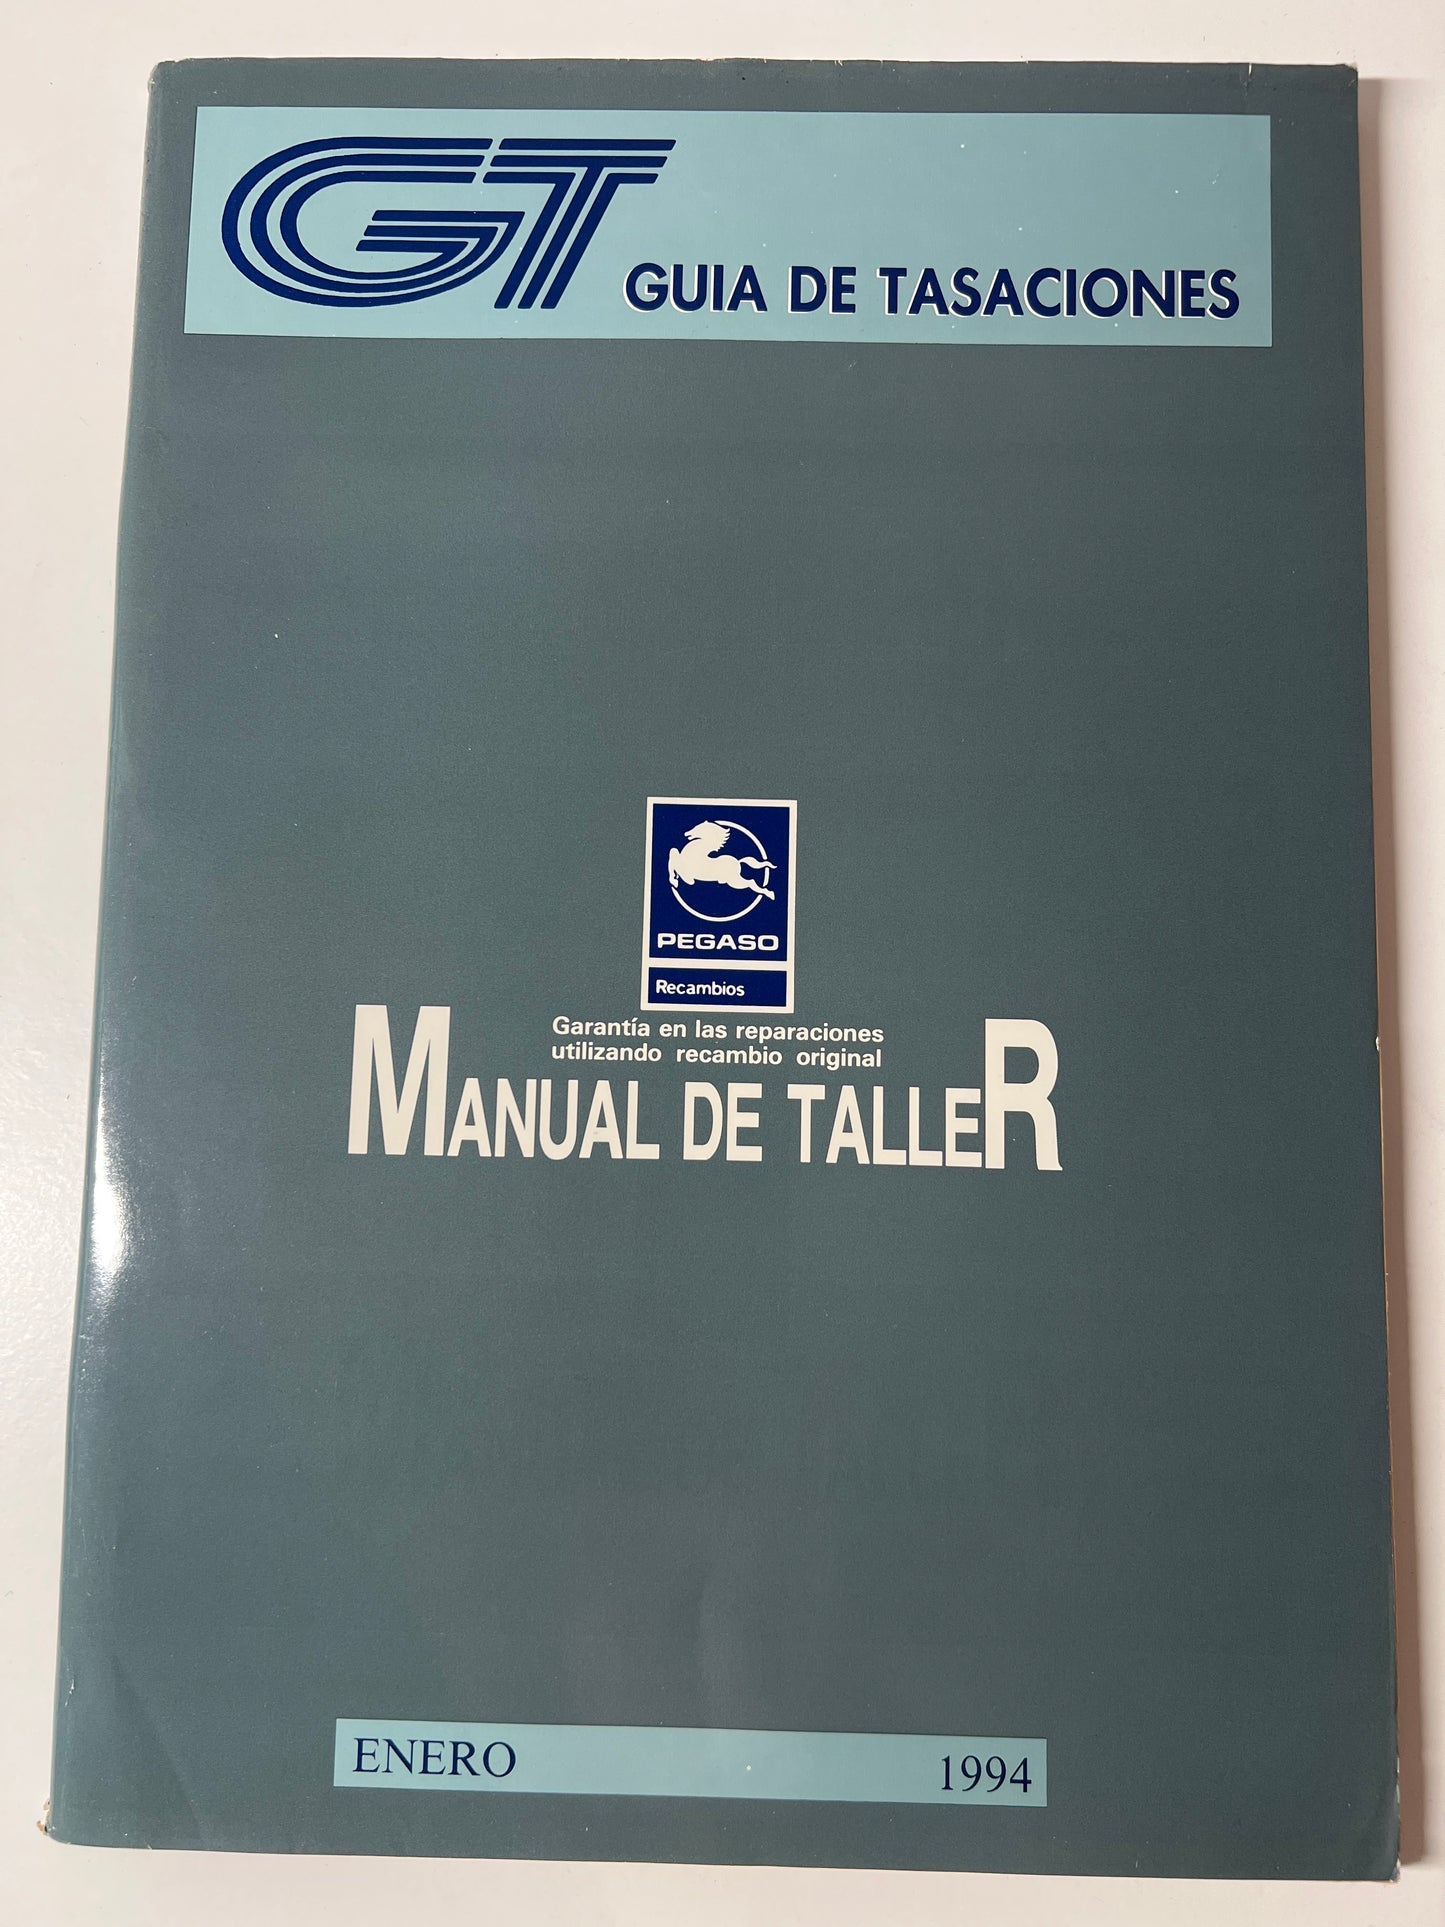 GT GUIA DE TASACIONES
PEGASO
Recambios
Garantía en las reparaciones
utilizando recambio original
MANUAL DE TALLER
ENERO 1994